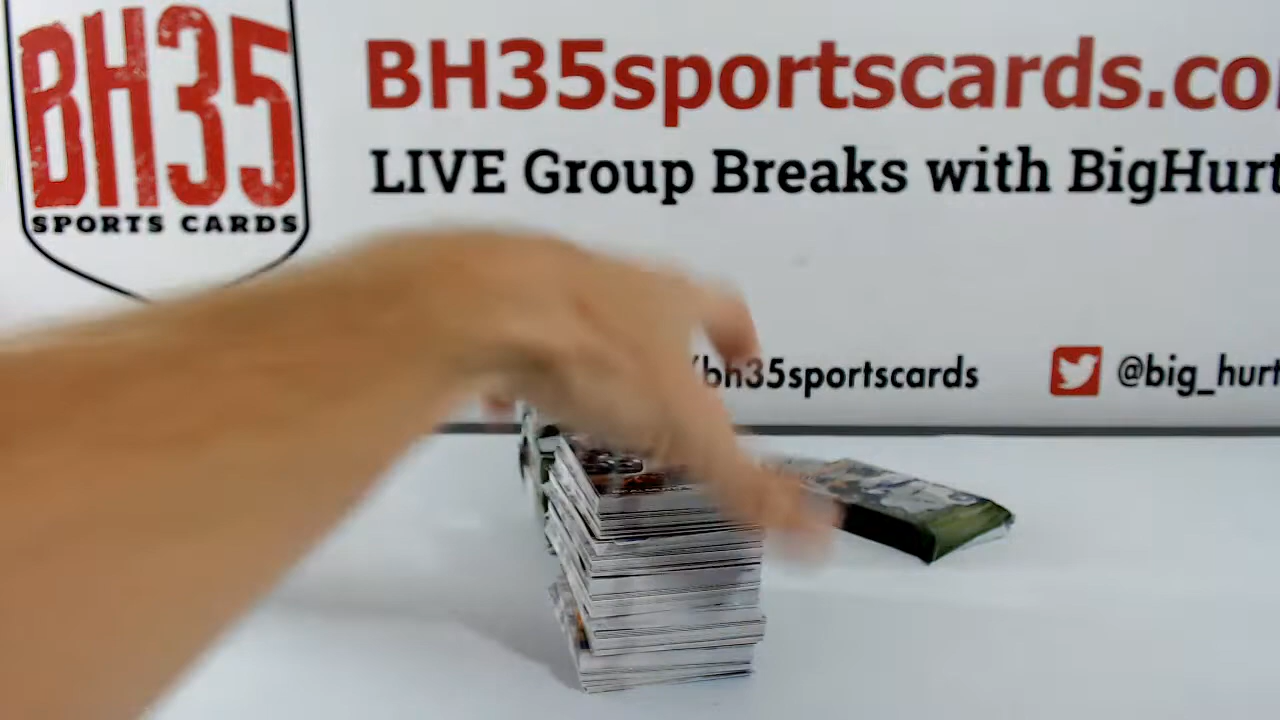 BH35
SPORTS CARDS
BH35sportscards.co
LIVE Group Breaks with BigHurt
/bh35sportscards
@big_hurt